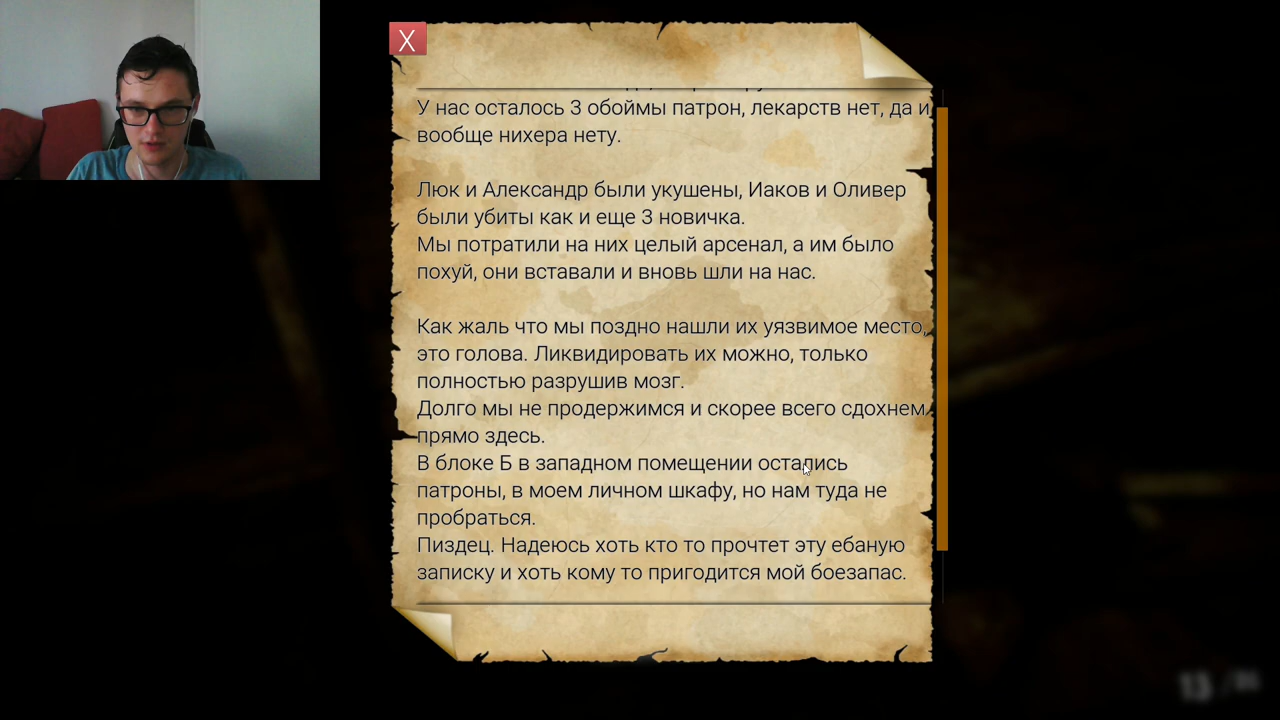 X
У нас осталось 3 обоймы патрон, лекарств нет, да и
вообще нихера нету.
Люк и Александр были укушены, Иаков и Оливер
были убиты как и еще 3 новичка.
Мы потратили на них целый арсенал, а им было
похуй, они вставали и вновь шли на нас.
Как жаль что мы поздно нашли их уязвимое место,
это голова. Ликвидировать их можно, только
полностью разрушив мозг.
Долго мы не продержимся и скорее всего сдохнем
прямо здесь.
В блоке Б в западном помещении остались
патроны, в моем личном шкафу, но нам туда не
пробраться.
Пиздец. Надеюсь хоть кто то прочтет эту ебаную
записку и хоть кому то пригодится мой боезапас.